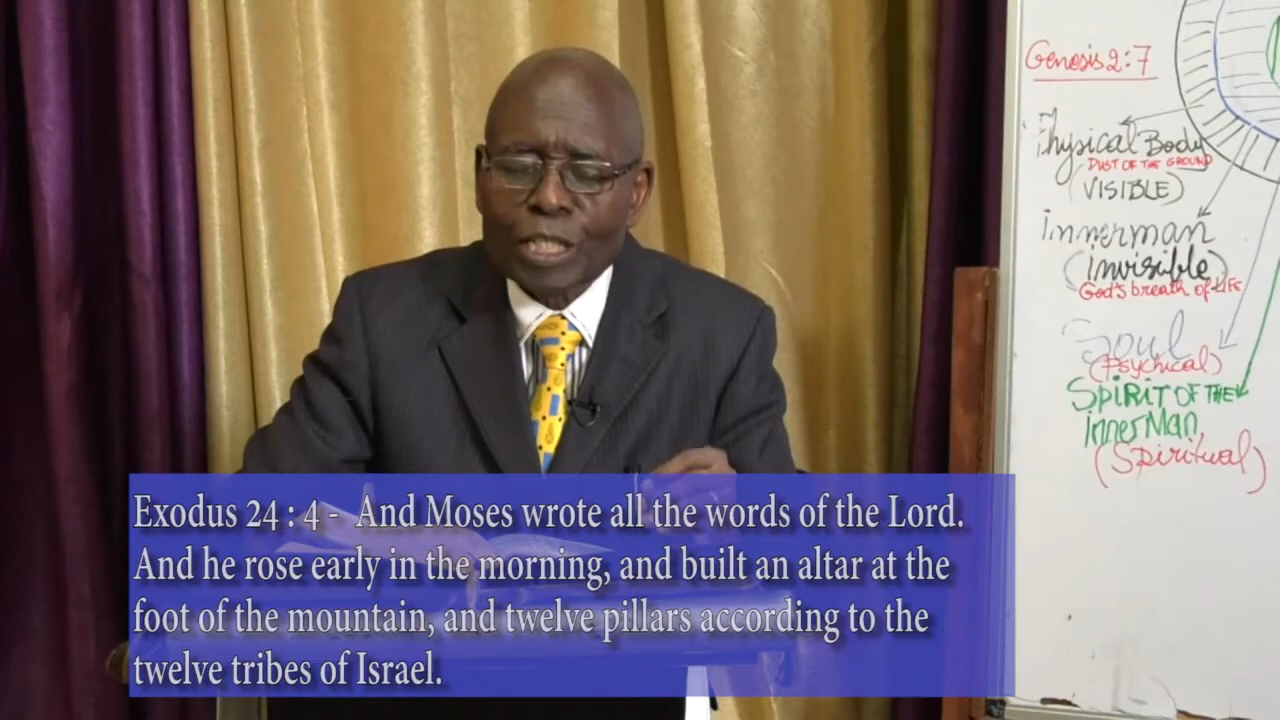 Genesis 2:7
Physical Body
DUST OF THE GROUND
(VISIBLE)
Innerman
(Invisible)
God's breath of Life
Soul
(Psychical)
SPIRIT OF THE
InnerMan
(Spiritual)
Exodus 24 : 4 - And Moses wrote all the words of the Lord.
And he rose early in the morning, and built an altar at the
foot of the mountain, and twelve pillars according to the
twelve tribes of Israel.